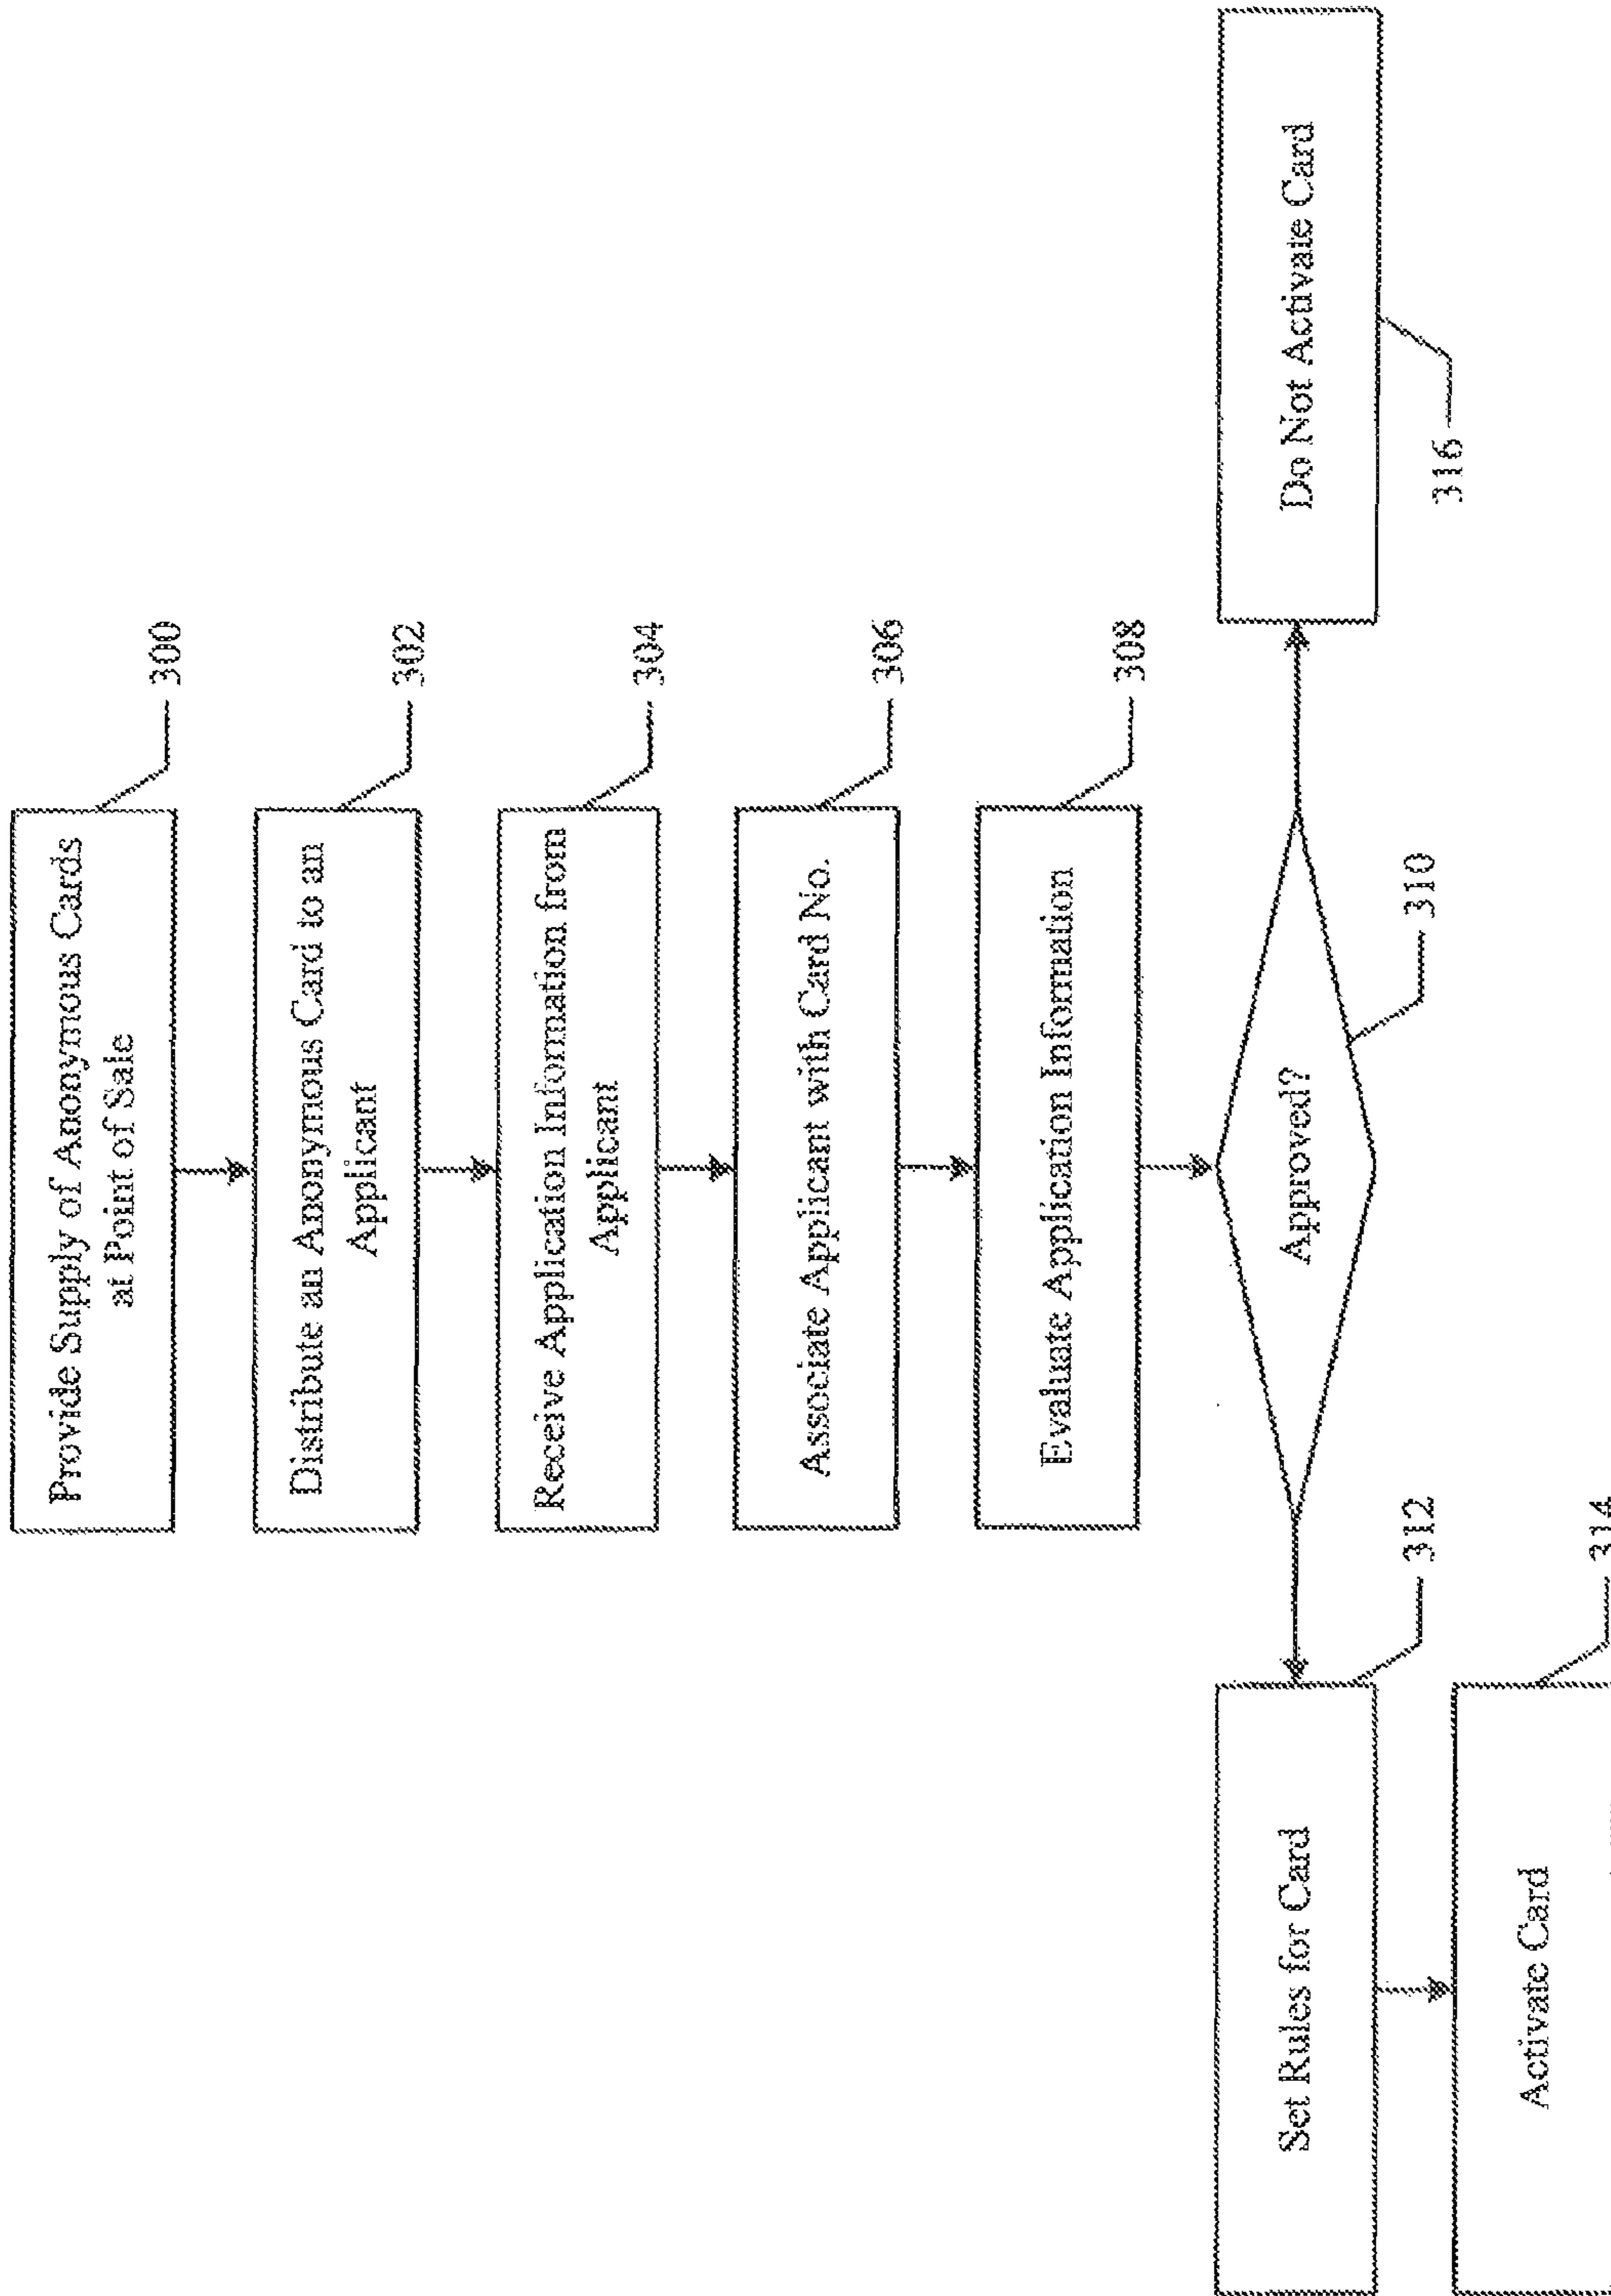 Provide Supply of Anonymous Cards
at Point of Sale
300
Distribute an Anonymous Card to an
Applicant
302
Receive Application Information from
Applicant
304
Associate Applicant with Card No.
306
Evaluate Application Information
308
Approved?
310
Set Rules for Card
312
Do Not Activate Card
316
Activate Card
314